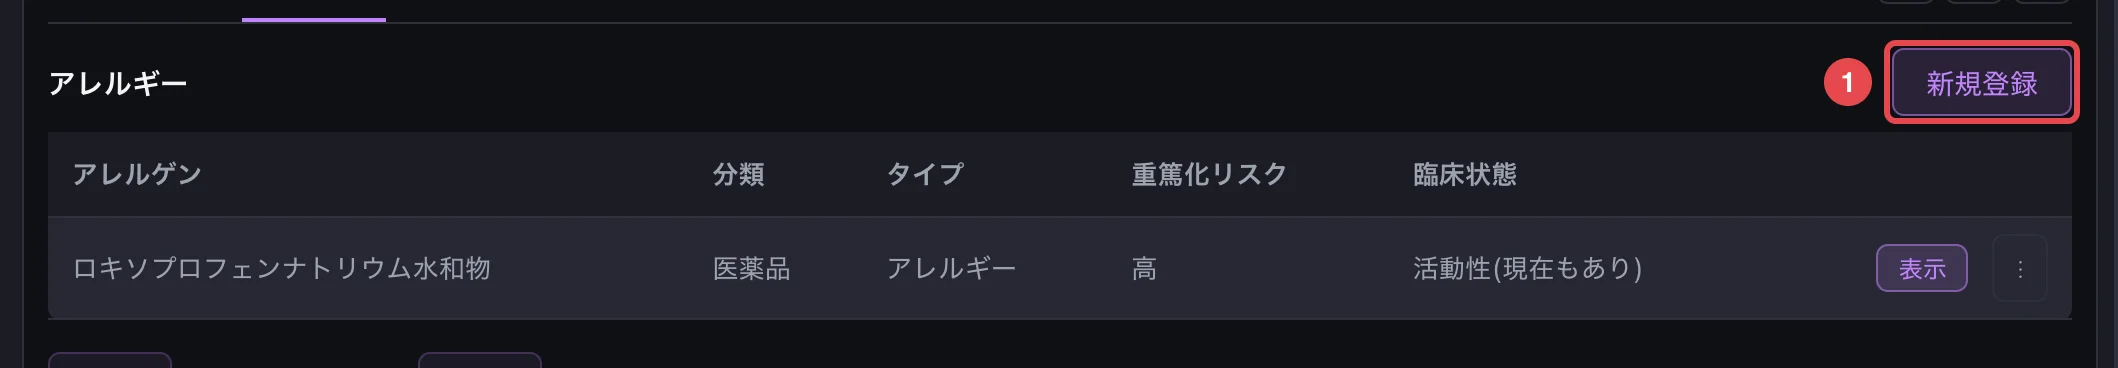 アレルギー
1 新規登録
アレルゲン 分類 タイプ 重篤化リスク 臨床状態
ロキソプロフェンナトリウム水和物 医薬品 アレルギー 高 活動性(現在もあり) 表示 ⋮